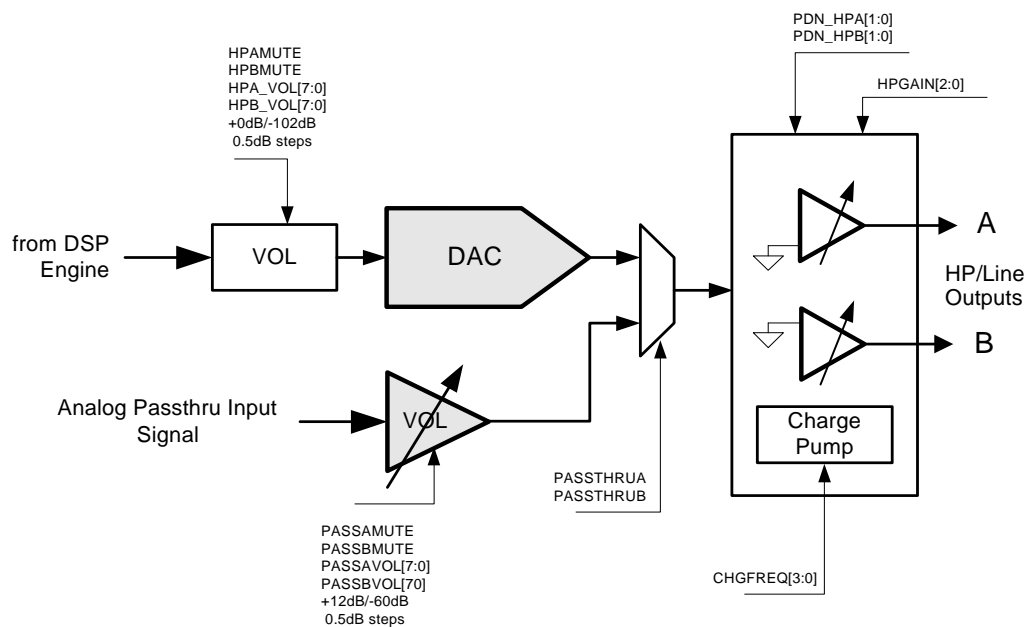 PDN_HPA[1:0]
PDN_HPB[1:0]
HPGAIN[2:0]
HPAMUTE
HPBMUTE
HPA_VOL[7:0]
HPB_VOL[7:0]
+0dB/-102dB
0.5dB steps
from DSP
Engine
VOL
DAC
A
HP/Line
Outputs
B
Analog Passthru Input
Signal
VOL
Charge
Pump
PASSTHRUA
PASSTHRUB
PASSAMUTE
PASSBMUTE
PASSAVOL[7:0]
PASSBVOL[70]
+12dB/-60dB
0.5dB steps
CHGFREQ[3:0]